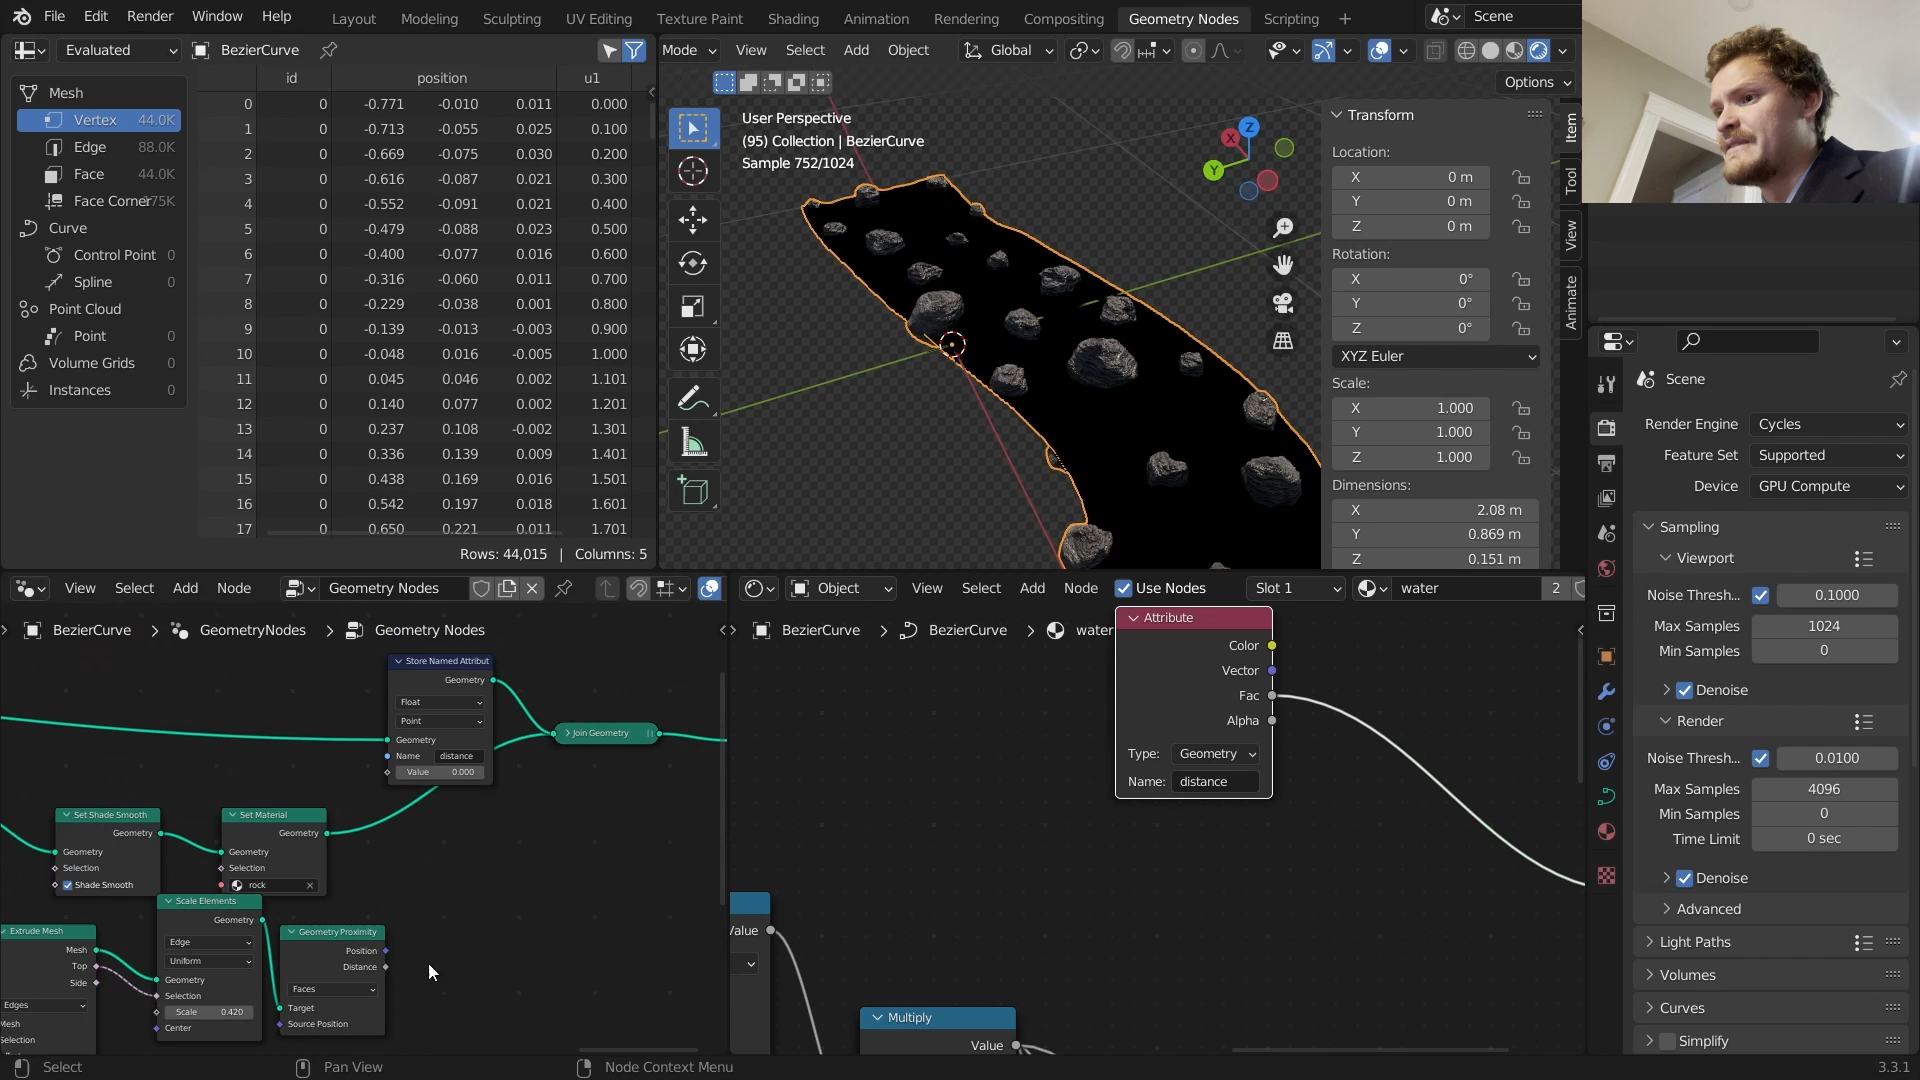 File Edit Render Window Help Layout Modeling Sculpting UV Editing Texture Paint Shading Animation Rendering Compositing Geometry Nodes Scripting + Scene
Evaluated BezierCurve
id position u1
0 0 -0.771 -0.010 0.011 0.000
1 0 -0.713 -0.055 0.025 0.100
2 0 -0.669 -0.075 0.030 0.200
3 0 -0.616 -0.087 0.021 0.300
4 0 -0.552 -0.091 0.021 0.400
5 0 -0.479 -0.088 0.023 0.500
6 0 -0.400 -0.077 0.016 0.600
7 0 -0.316 -0.060 0.011 0.700
8 0 -0.229 -0.038 0.001 0.800
9 0 -0.139 -0.013 -0.003 0.900
10 0 -0.048 0.016 -0.005 1.000
11 0 0.045 0.046 0.002 1.101
12 0 0.140 0.077 0.002 1.201
13 0 0.237 0.108 -0.002 1.301
14 0 0.336 0.139 0.009 1.401
15 0 0.438 0.169 0.016 1.501
16 0 0.542 0.197 0.018 1.601
17 0 0.650 0.221 0.011 1.701
Rows: 44,015 | Columns: 5
Mesh
Vertex 44.0K
Edge 88.0K
Face 44.0K
Face Corner 175K
Curve
Control Point 0
Spline 0
Point Cloud
Point 0
Volume Grids 0
Instances 0
Mode View Select Add Object Global
Options
User Perspective
(95) Collection | BezierCurve
Sample 752/1024
X
Y
Z
Transform
Location:
X 0 m
Y 0 m
Z 0 m
Rotation:
X 0°
Y 0°
Z 0°
XYZ Euler
Scale:
X 1.000
Y 1.000
Z 1.000
Dimensions:
X 2.08 m
Y 0.869 m
Z 0.151 m
Item
Tool
View
Animate
Scene
Render Engine Cycles
Feature Set Supported
Device GPU Compute
Sampling
Viewport
Noise Thresh... 0.1000
Max Samples 1024
Min Samples 0
Denoise
Render
Noise Thresh... 0.0100
Max Samples 4096
Min Samples 0
Time Limit 0 sec
Denoise
Advanced
Light Paths
Volumes
Curves
Simplify
View Select Add Node Geometry Nodes
BezierCurve GeometryNodes Geometry Nodes
Store Named Attribut
Geometry
Float
Point
Geometry
Name distance
Value 0.000
Join Geometry
Set Shade Smooth
Geometry
Geometry
Selection
Shade Smooth
Set Material
Geometry
Geometry
Selection
rock
Extrude Mesh
Mesh
Top
Side
Edges
Mesh
Selection
Scale Elements
Geometry
Edge
Uniform
Geometry
Selection
Scale 0.420
Center
Geometry Proximity
Position
Distance
Faces
Target
Source Position
Object View Select Add Node Use Nodes Slot 1 water 2
BezierCurve BezierCurve water
Attribute
Color
Vector
Fac
Alpha
Type: Geometry
Name: distance
Value
Multiply
Value
Select Pan View Node Context Menu 3.3.1